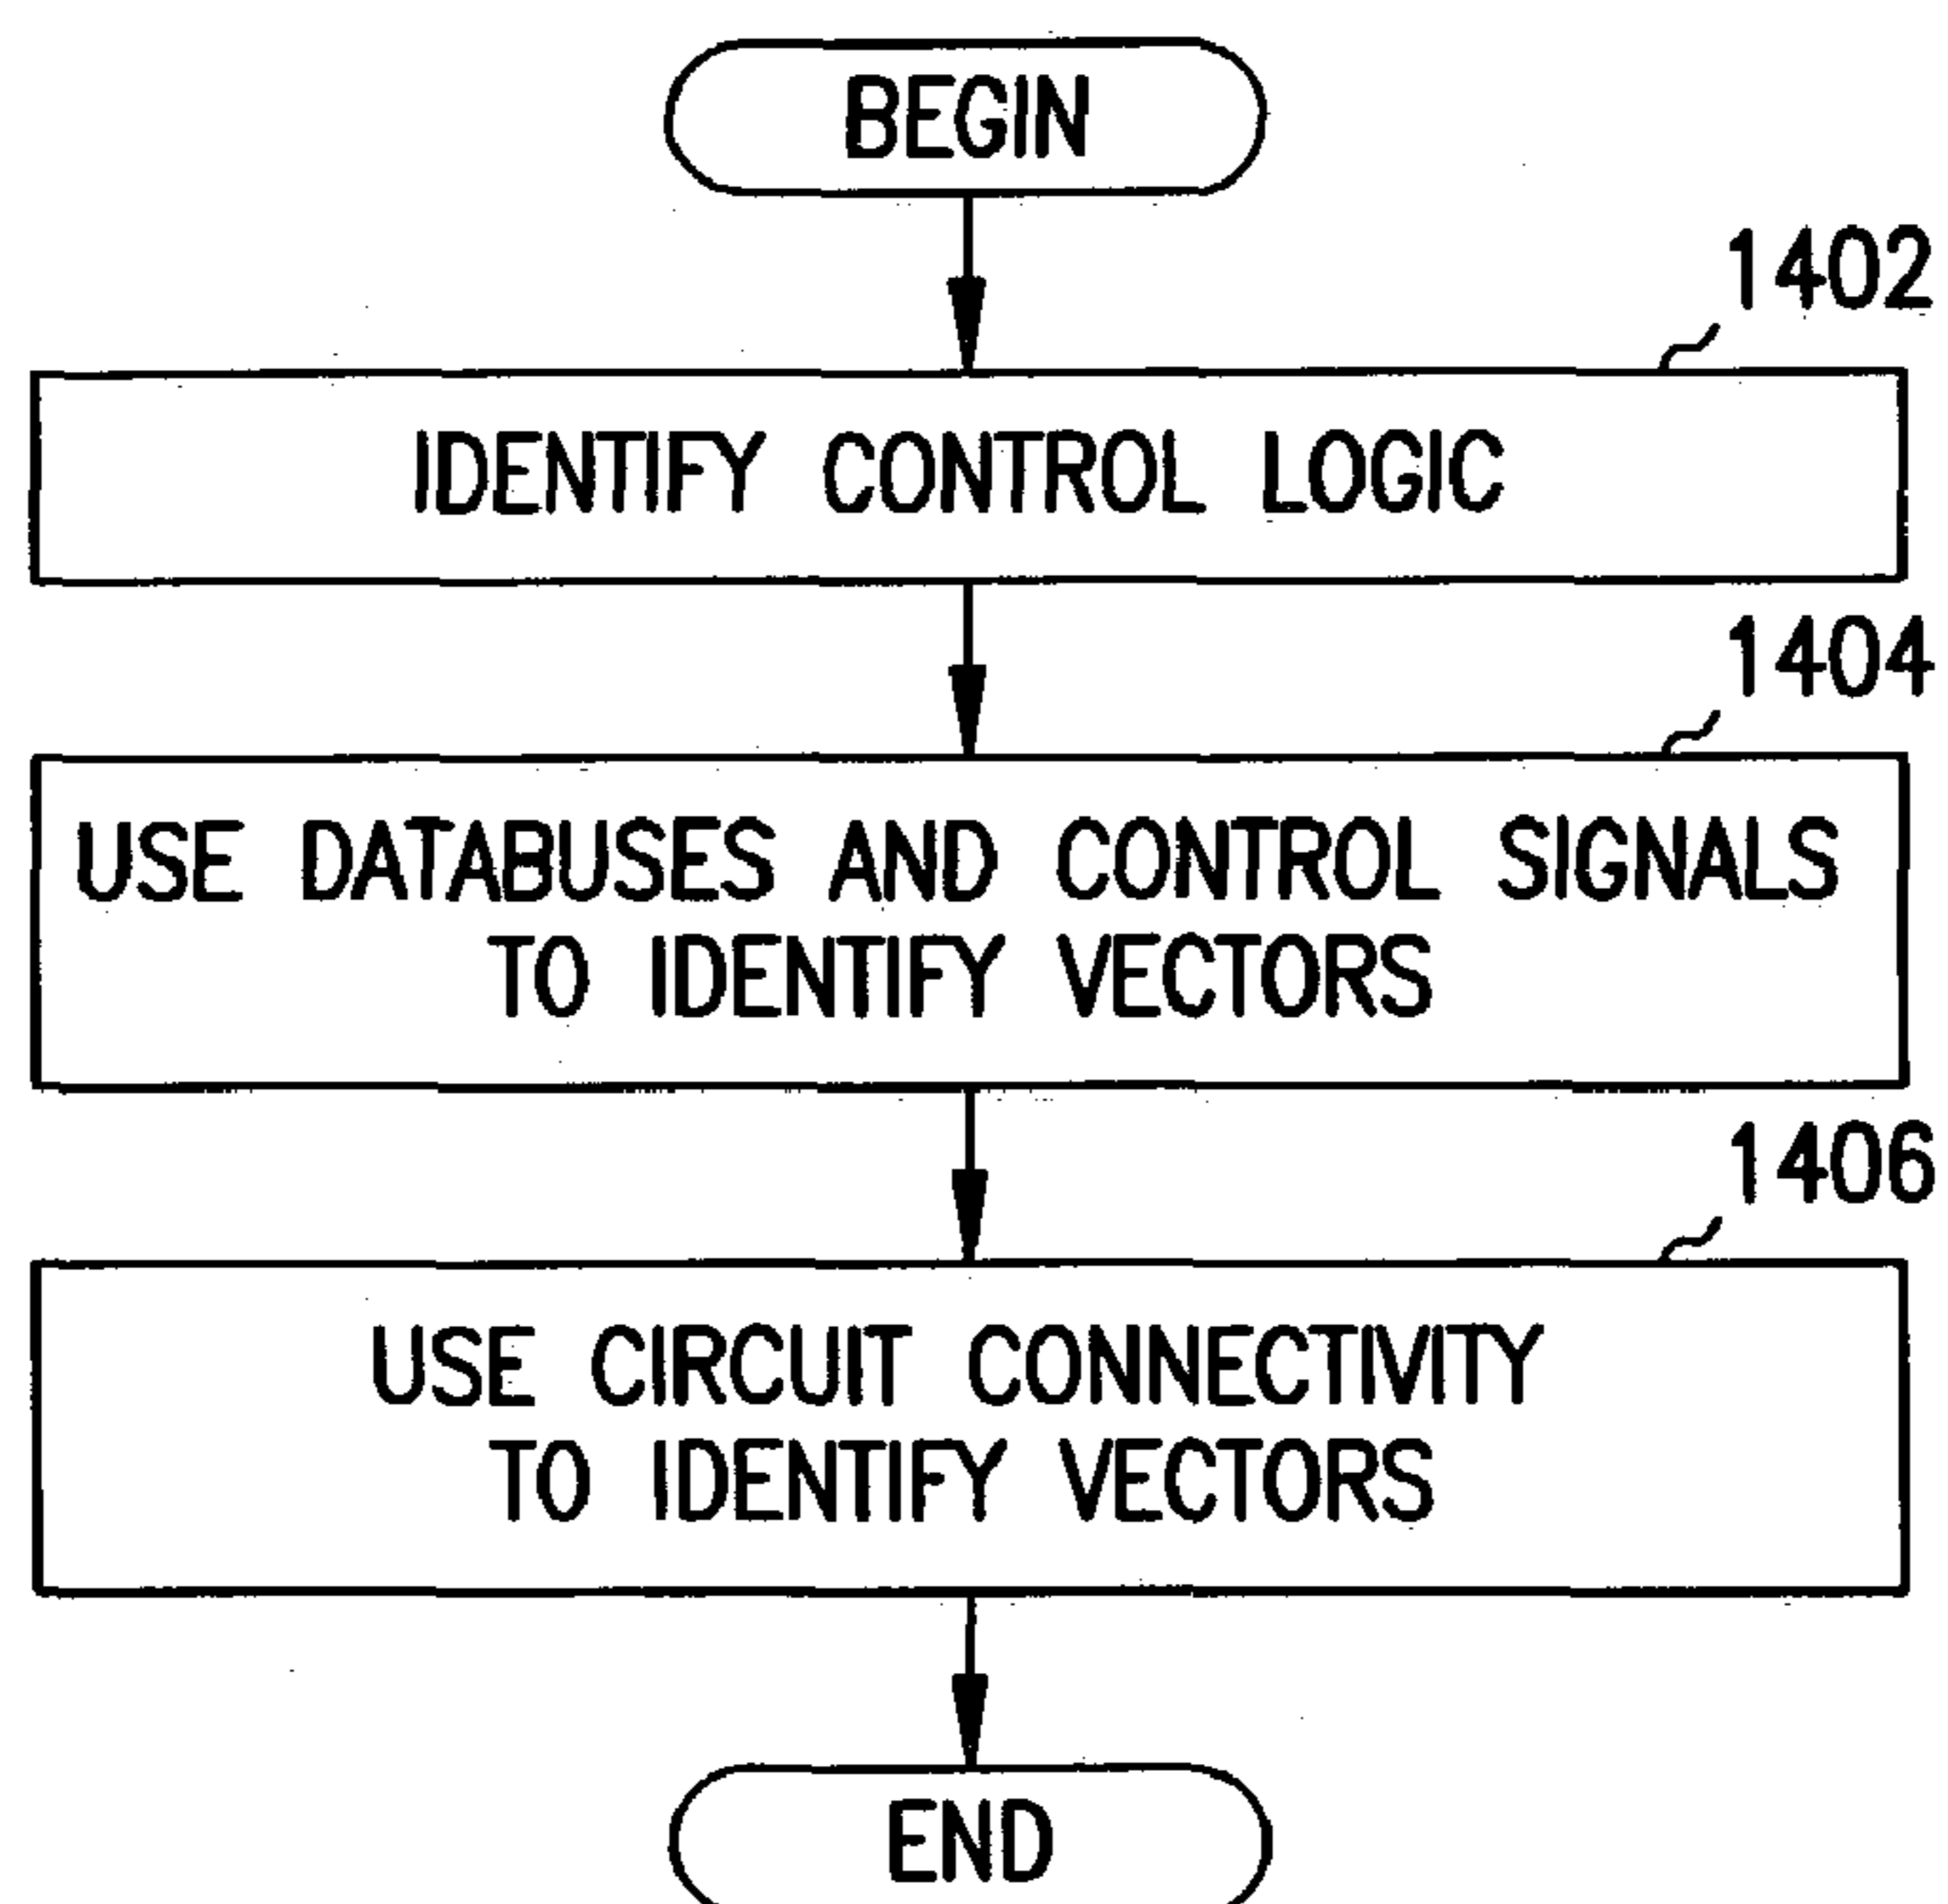 BEGIN
1402
IDENTIFY CONTROL LOGIC
1404
USE DATABUSES AND CONTROL SIGNALS
TO IDENTIFY VECTORS
1406
USE CIRCUIT CONNECTIVITY
TO IDENTIFY VECTORS
END